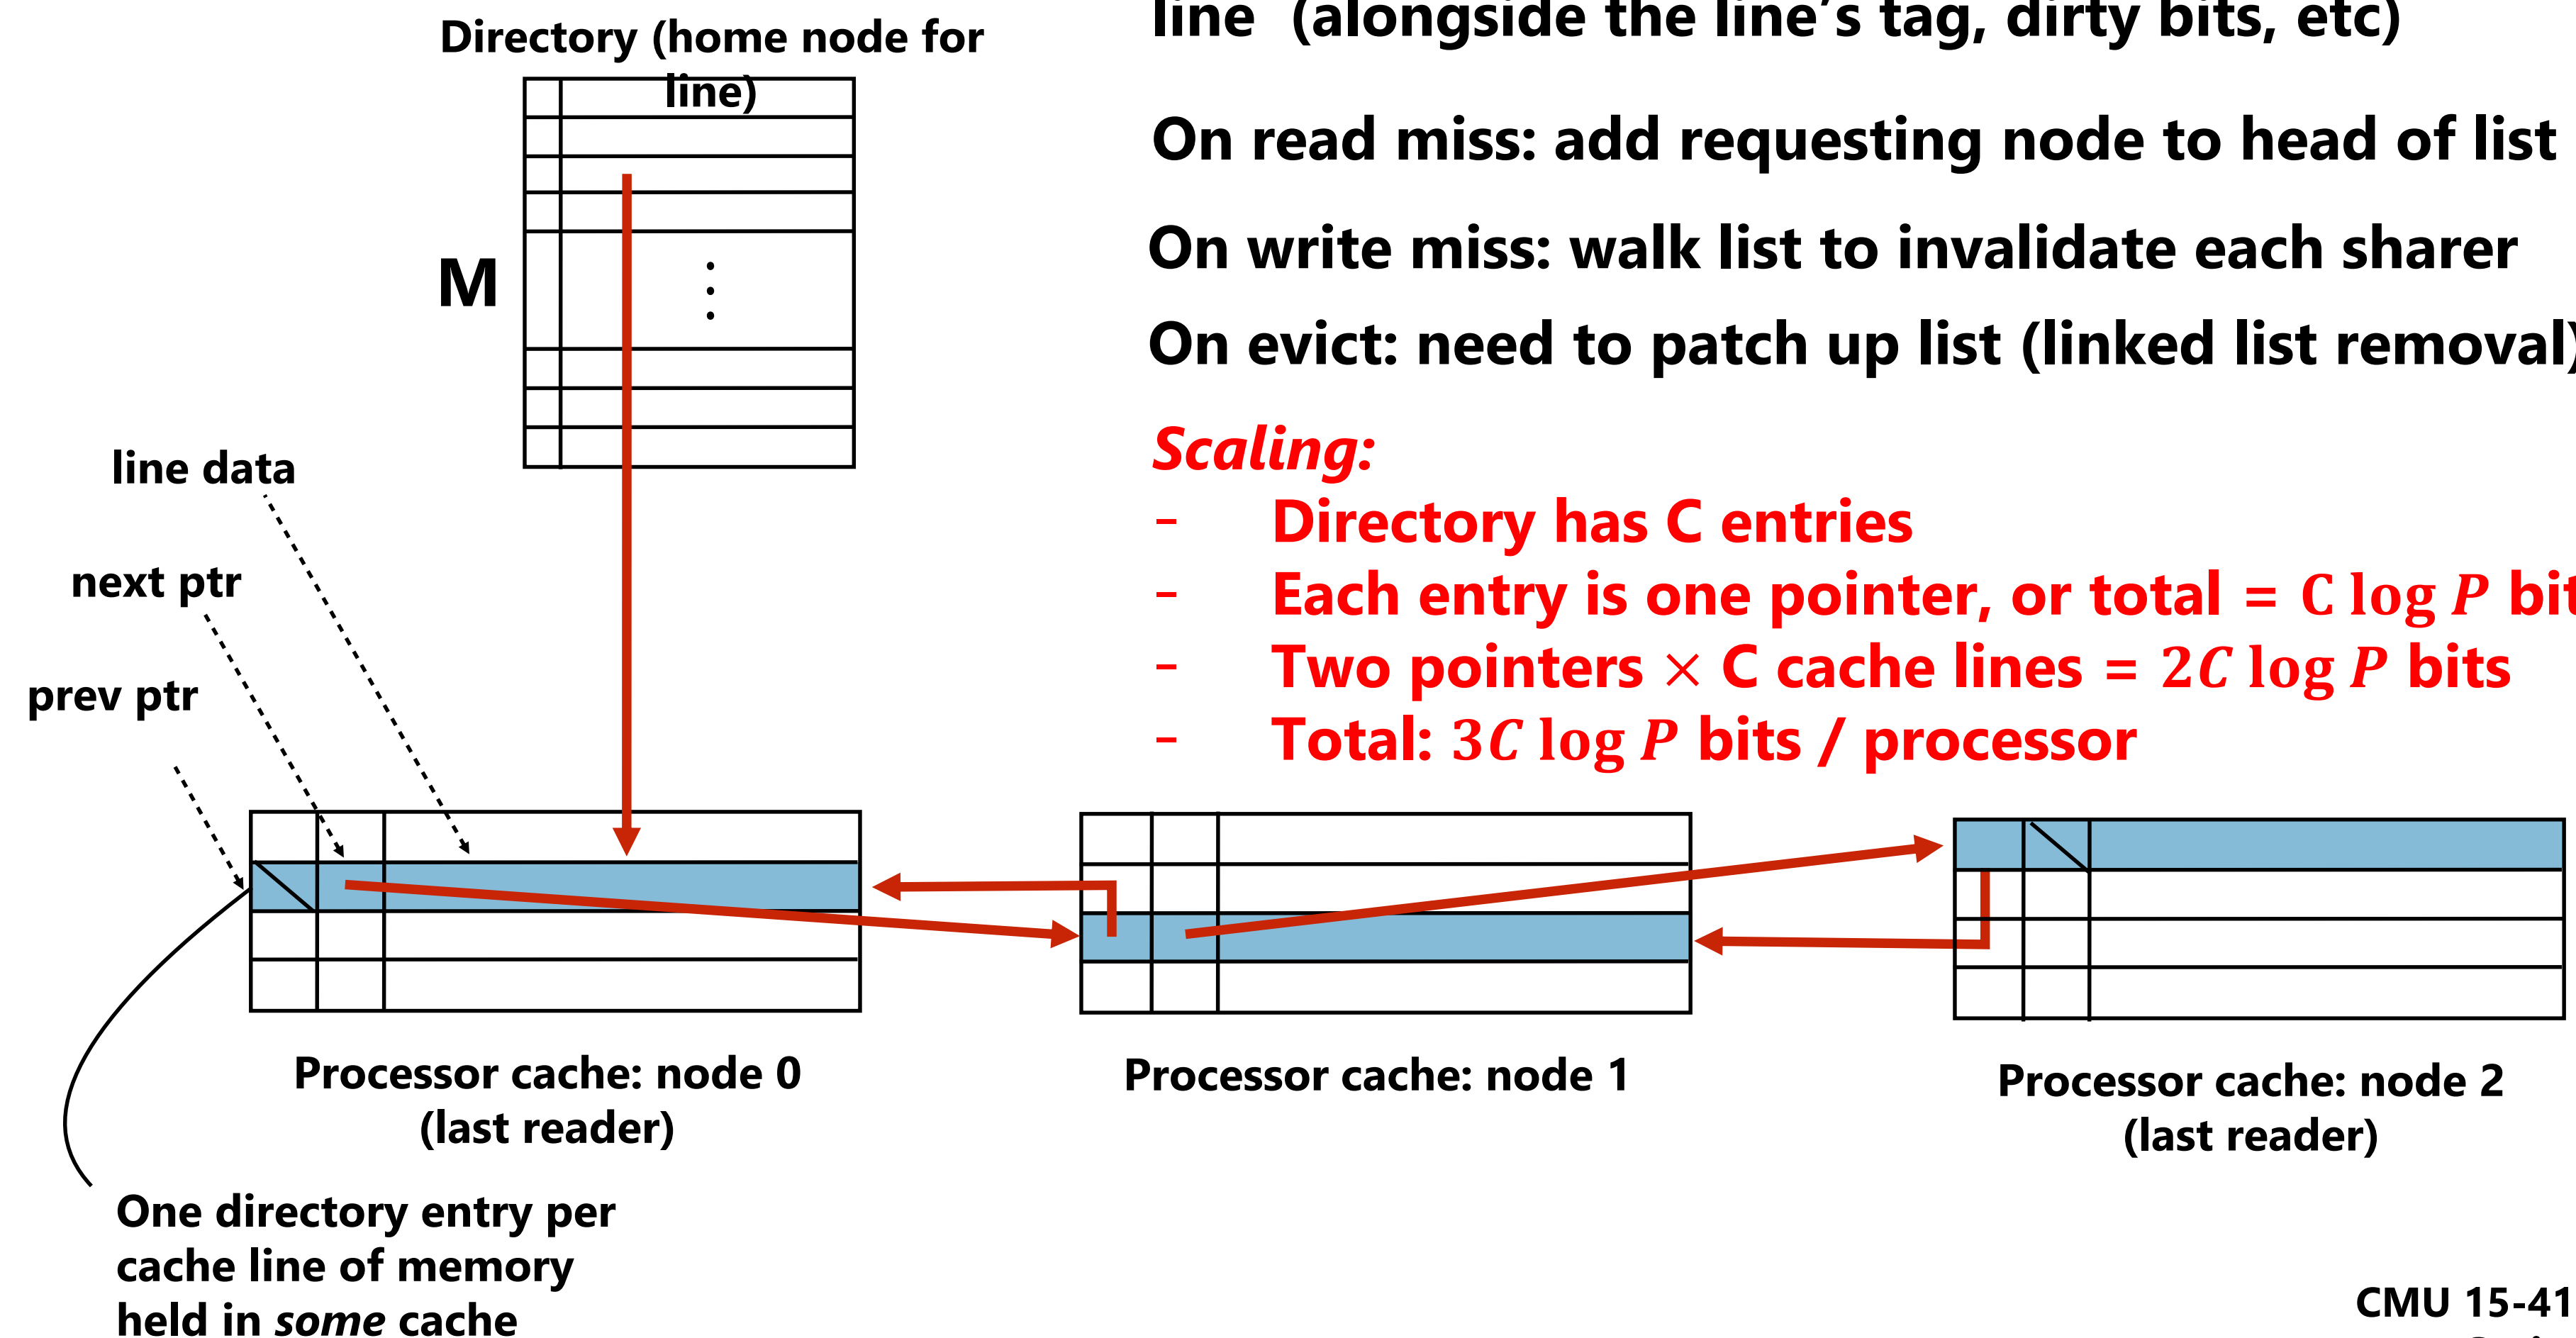 Directory (home node for
line)
M
line data
next ptr
prev ptr
line (alongside the line’s tag, dirty bits, etc)
On read miss: add requesting node to head of list
On write miss: walk list to invalidate each sharer
On evict: need to patch up list (linked list removal)
Scaling:
- Directory has C entries
- Each entry is one pointer, or total = C log P bit
- Two pointers × C cache lines = 2C log P bits
- Total: 3C log P bits / processor
Processor cache: node 0
(last reader)
Processor cache: node 1
Processor cache: node 2
(last reader)
One directory entry per
cache line of memory
held in some cache
CMU 15-41